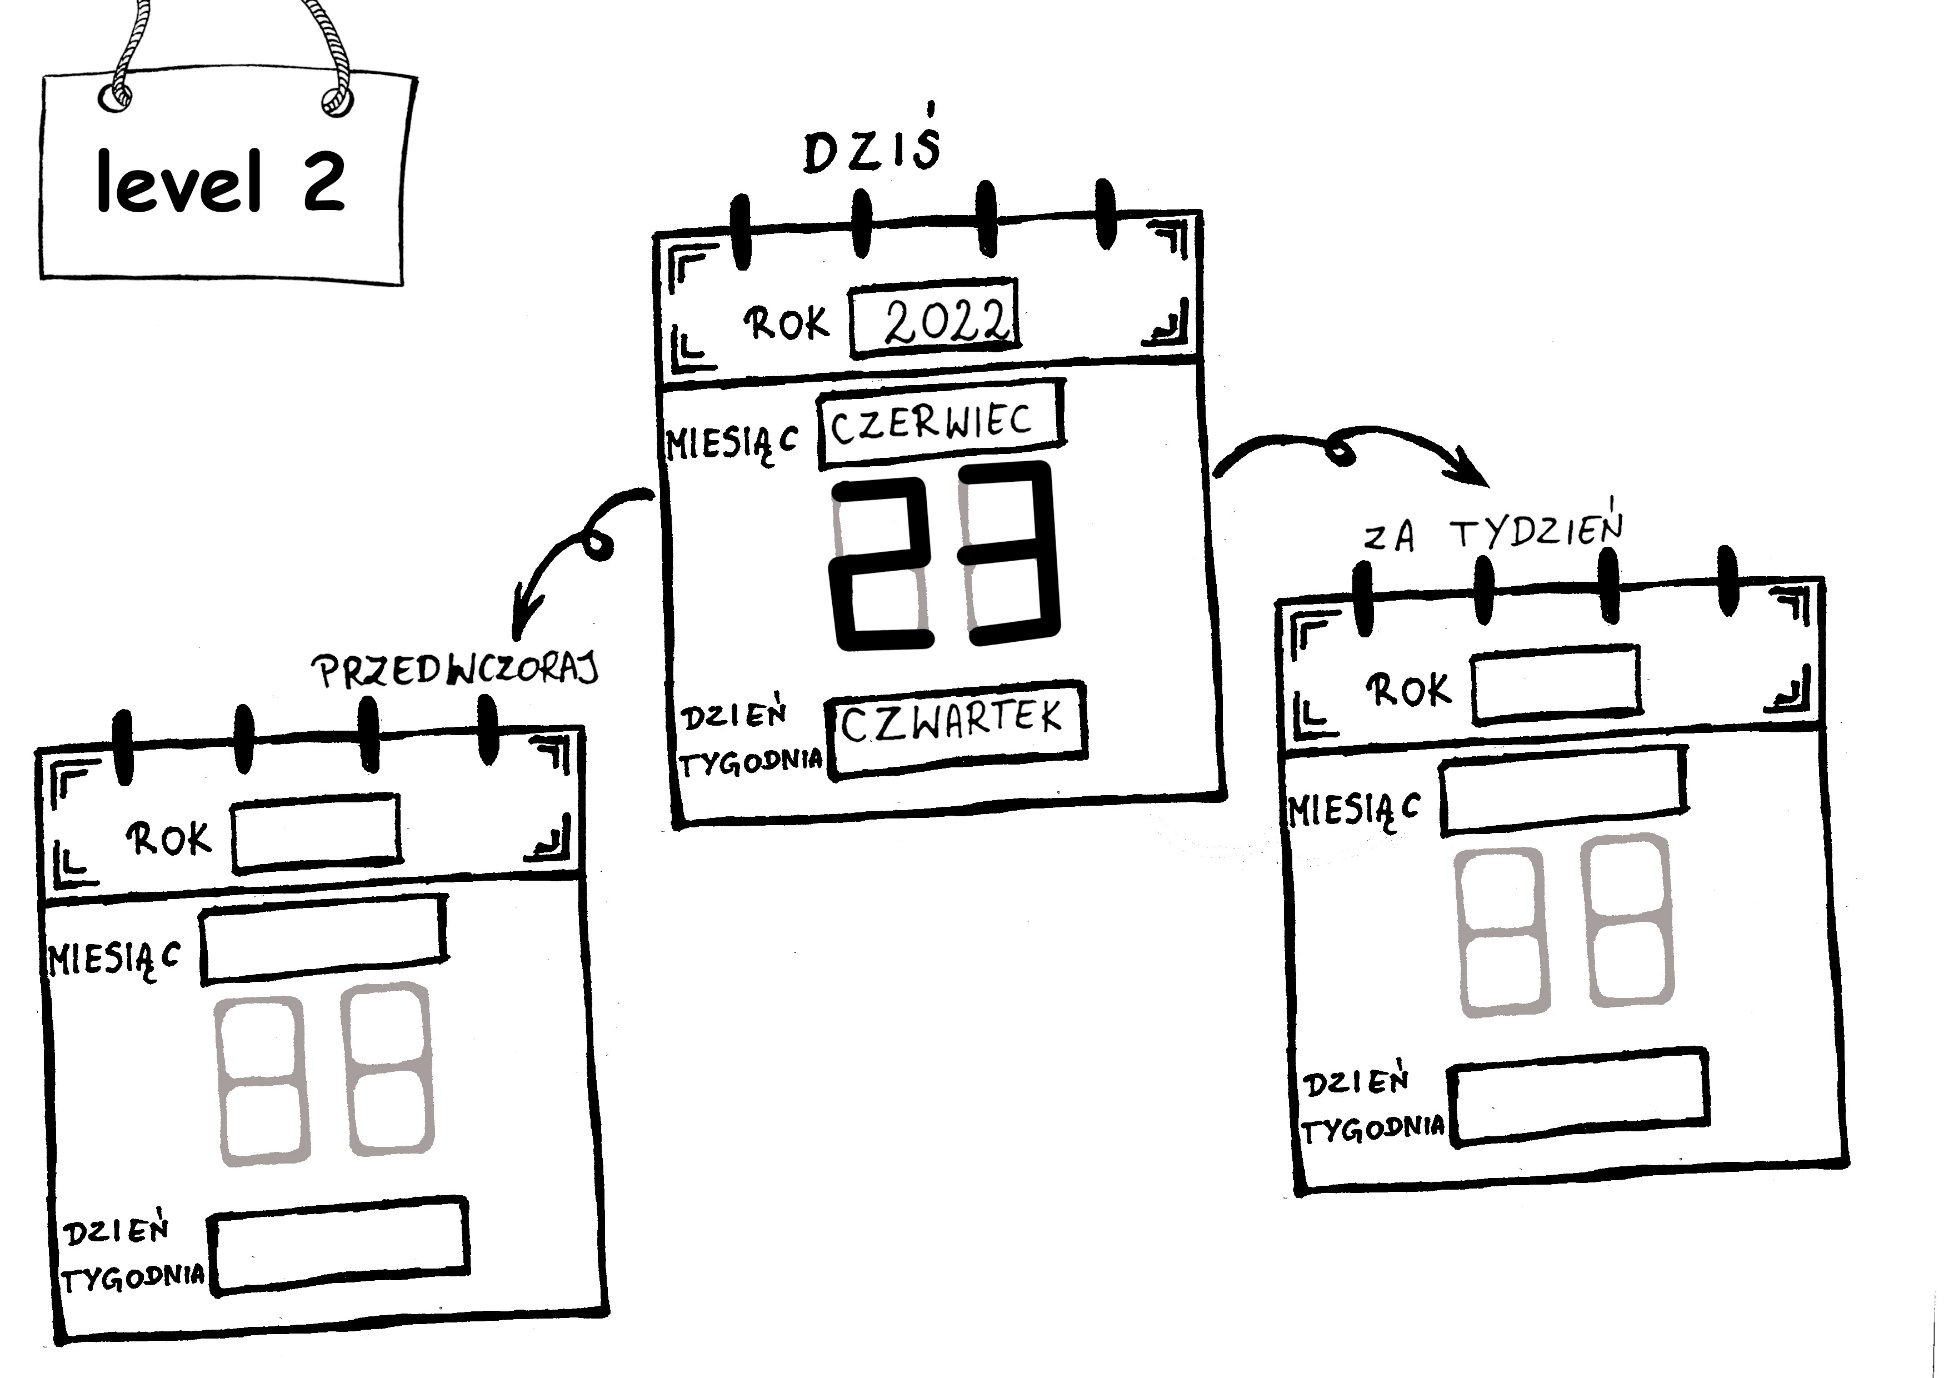 level 2
DZIŚ
ROK 2022
MIESIĄC CZERWIEC
23
DZIEŃ
TYGODNIA CZWARTEK
PRZEDWCZORAJ
ROK
MIESIĄC
DZIEŃ
TYGODNIA
ZA TYDZIEŃ
ROK
MIESIĄC
DZIEŃ
TYGODNIA